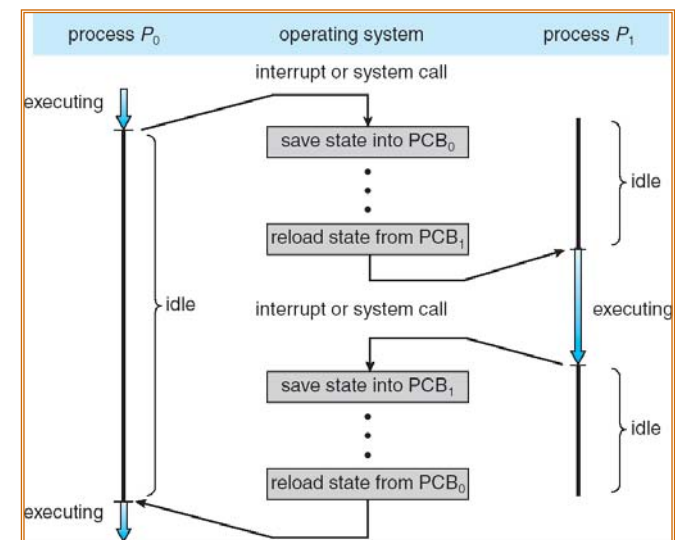 process P₀ operating system process P₁
interrupt or system call
executing
save state into PCB₀
idle
reload state from PCB₁
idle
interrupt or system call
executing
save state into PCB₁
idle
reload state from PCB₀
executing